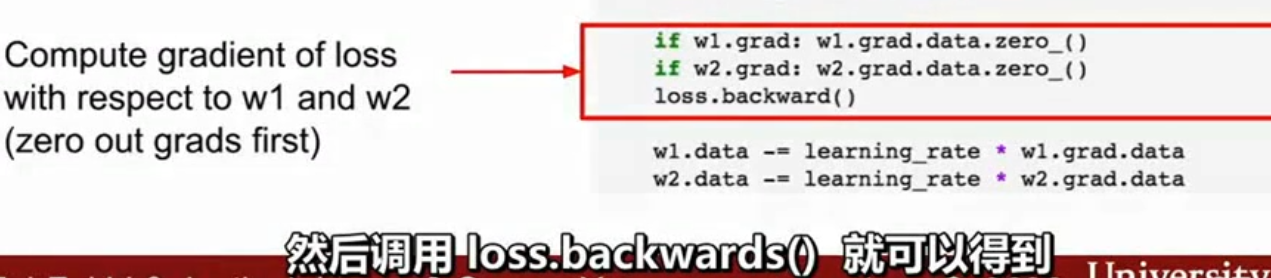 Compute gradient of loss
with respect to w1 and w2
(zero out grads first)
if w1.grad: w1.grad.data.zero_()
if w2.grad: w2.grad.data.zero_()
loss.backward()
w1.data -= learning_rate * w1.grad.data
w2.data -= learning_rate * w2.grad.data
然后调用 loss.backwards() 就可以得到
University